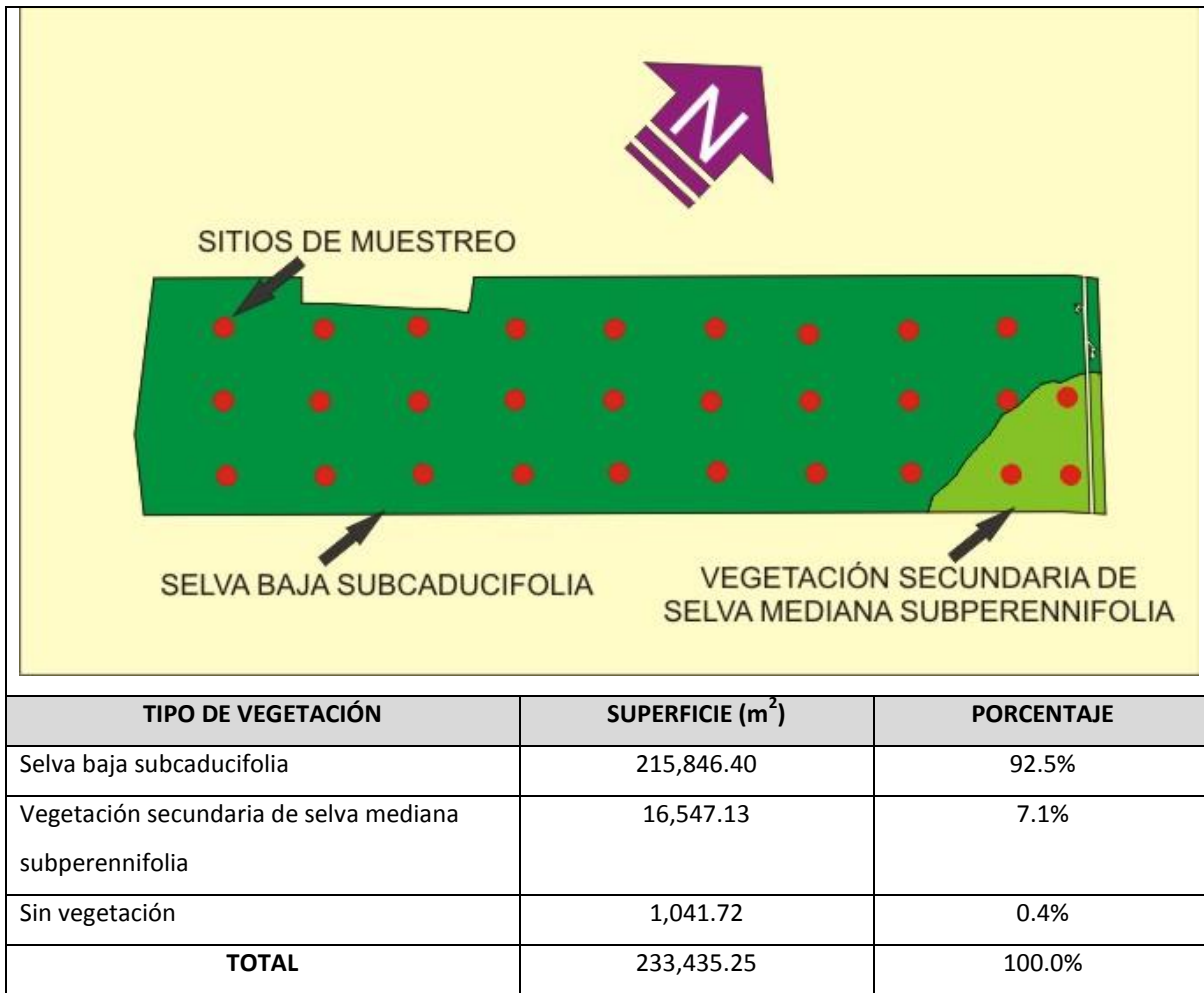 N
SITIOS DE MUESTREO
SELVA BAJA SUBCADUCIFOLIA
VEGETACIÓN SECUNDARIA DE
SELVA MEDIANA SUBPERENNIFOLIA
TIPO DE VEGETACIÓN SUPERFICIE (m²) PORCENTAJE
Selva baja subcaducifolia 215,846.40 92.5%
Vegetación secundaria de selva mediana 16,547.13 7.1%
subperennifolia
Sin vegetación 1,041.72 0.4%
TOTAL 233,435.25 100.0%